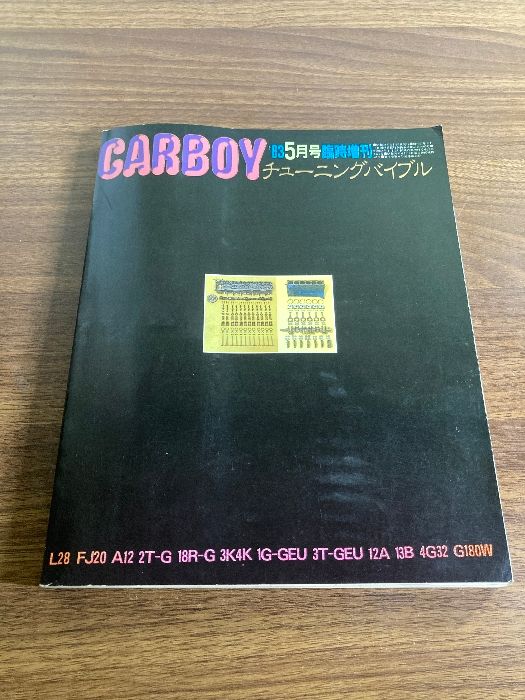 CARBOY '83 5月号臨時増刊
チューニングバイブル
L28 FJ20 A12 2T-G 18R-G 3K4K 1G-GEU 3T-GEU 12A 13B 4G32 G180W